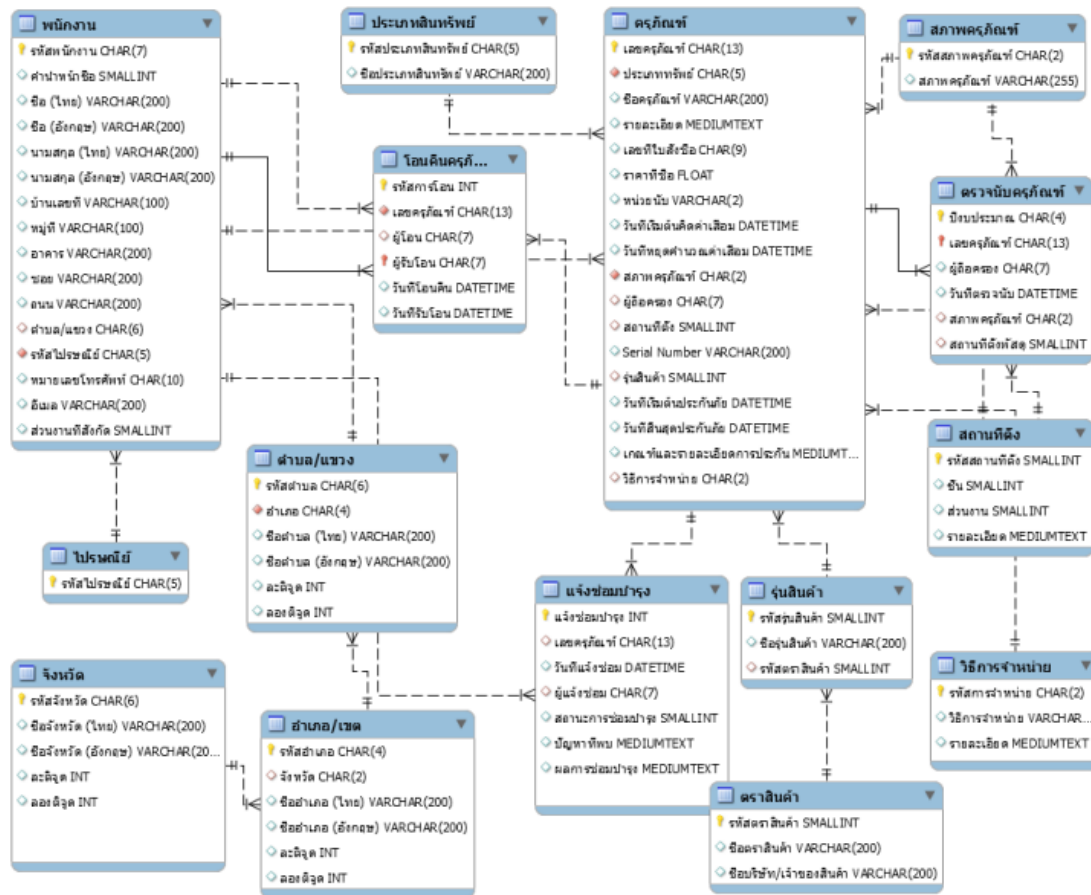 พนักงาน
รหัสพนักงาน CHAR(7)
คำนำหน้าชื่อ SMALLINT
ชื่อ (ไทย) VARCHAR(200)
ชื่อ (อังกฤษ) VARCHAR(200)
นามสกุล (ไทย) VARCHAR(200)
นามสกุล (อังกฤษ) VARCHAR(200)
บ้านเลขที่ VARCHAR(100)
หมู่ที่ VARCHAR(100)
อาคาร VARCHAR(200)
ซอย VARCHAR(200)
ถนน VARCHAR(200)
ตำบล/แขวง CHAR(6)
รหัสไปรษณีย์ CHAR(5)
หมายเลขโทรศัพท์ CHAR(10)
อีเมล VARCHAR(200)
ส่วนงานที่สังกัด SMALLINT
ประเภทสินทรัพย์
รหัสประเภทสินทรัพย์ CHAR(5)
ชื่อประเภทสินทรัพย์ VARCHAR(200)
ครุภัณฑ์
เลขครุภัณฑ์ CHAR(13)
ประเภททรัพย์ CHAR(5)
ชื่อครุภัณฑ์ VARCHAR(200)
รายละเอียด MEDIUMTEXT
เลขที่ใบสั่งซื้อ CHAR(9)
ราคาที่ซื้อ FLOAT
หน่วยนับ VARCHAR(2)
วันที่เริ่มต้นคิดค่าเสื่อม DATETIME
วันที่หยุดคำนวณค่าเสื่อม DATETIME
สภาพครุภัณฑ์ CHAR(2)
ผู้ถือครอง CHAR(7)
สถานที่ตั้ง SMALLINT
Serial Number VARCHAR(200)
รุ่นสินค้า SMALLINT
วันที่เริ่มต้นประกันภัย DATETIME
วันที่สิ้นสุดประกันภัย DATETIME
เกณฑ์และรายละเอียดการประกัน MEDIUMT...
วิธีการจำหน่าย CHAR(2)
สภาพครุภัณฑ์
รหัสสภาพครุภัณฑ์ CHAR(2)
สภาพครุภัณฑ์ VARCHAR(255)
โอนคืนครุภั...
รหัสการโอน INT
เลขครุภัณฑ์ CHAR(13)
ผู้โอน CHAR(7)
ผู้รับโอน CHAR(7)
วันที่โอนคืน DATETIME
วันที่รับโอน DATETIME
ตรวจนับครุภัณฑ์
ปีงบประมาณ CHAR(4)
เลขครุภัณฑ์ CHAR(13)
ผู้ถือครอง CHAR(7)
วันที่ตรวจนับ DATETIME
สภาพครุภัณฑ์ CHAR(2)
สถานที่ตั้งพัสดุ SMALLINT
สถานที่ตั้ง
รหัสสถานที่ตั้ง SMALLINT
ชั้น SMALLINT
ส่วนงาน SMALLINT
รายละเอียด MEDIUMTEXT
ตำบล/แขวง
รหัสตำบล CHAR(6)
อำเภอ CHAR(4)
ชื่อตำบล (ไทย) VARCHAR(200)
ชื่อตำบล (อังกฤษ) VARCHAR(200)
ละติจูด INT
ลองติจูด INT
ไปรษณีย์
รหัสไปรษณีย์ CHAR(5)
แจ้งซ่อมบำรุง
แจ้งซ่อมบำรุง INT
เลขครุภัณฑ์ CHAR(13)
วันที่แจ้งซ่อม DATETIME
ผู้แจ้งซ่อม CHAR(7)
สถานะการซ่อมบำรุง SMALLINT
ปัญหาที่พบ MEDIUMTEXT
ผลการซ่อมบำรุง MEDIUMTEXT
รุ่นสินค้า
รหัสรุ่นสินค้า SMALLINT
ชื่อรุ่นสินค้า VARCHAR(200)
รหัสตราสินค้า SMALLINT
วิธีการจำหน่าย
รหัสการจำหน่าย CHAR(2)
วิธีการจำหน่าย VARCHAR...
รายละเอียด MEDIUMTEXT
จังหวัด
รหัสจังหวัด CHAR(6)
ชื่อจังหวัด (ไทย) VARCHAR(200)
ชื่อจังหวัด (อังกฤษ) VARCHAR(20...
ละติจูด INT
ลองติจูด INT
อำเภอ/เขต
รหัสอำเภอ CHAR(4)
จังหวัด CHAR(2)
ชื่ออำเภอ (ไทย) VARCHAR(200)
ชื่ออำเภอ (อังกฤษ) VARCHAR(200)
ละติจูด INT
ลองติจูด INT
ตราสินค้า
รหัสตราสินค้า SMALLINT
ชื่อตราสินค้า VARCHAR(200)
ชื่อบริษัท/เจ้าของสินค้า VARCHAR(200)